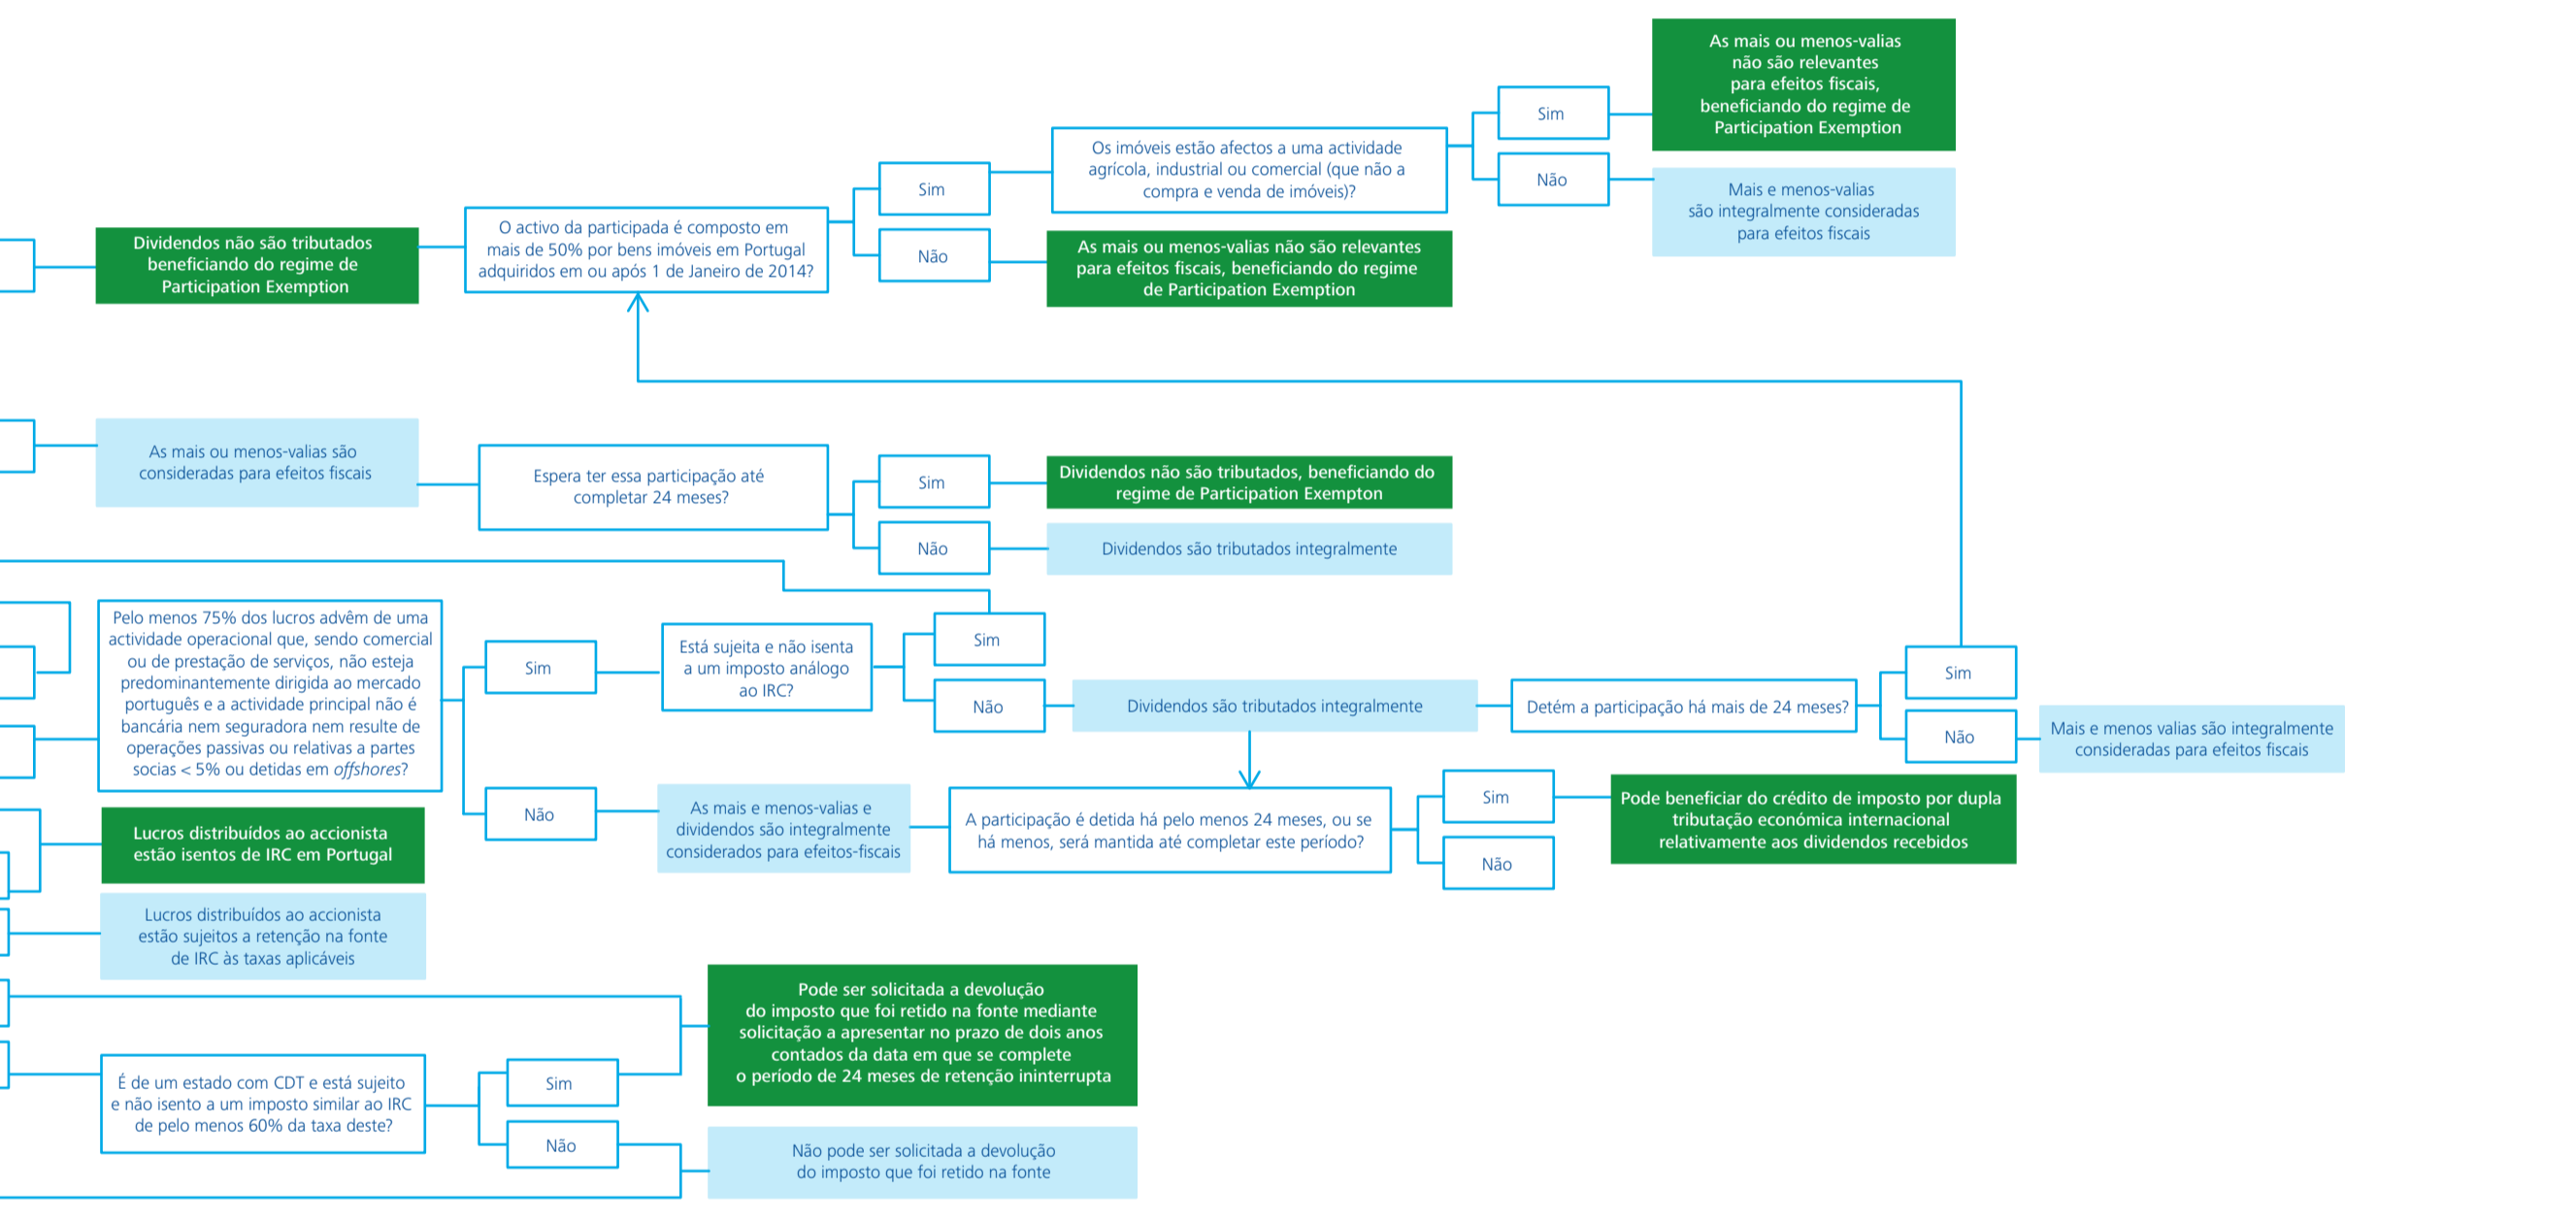 As mais ou menos-valias
não são relevantes
para efeitos fiscais,
beneficiando do regime de
Participation Exemption
Sim
Os imóveis estão afectos a uma actividade
agrícola, industrial ou comercial (que não a
compra e venda de imóveis)?
Não
Mais e menos-valias
são integralmente consideradas
para efeitos fiscais
Sim
Dividendos não são tributados
beneficiando do regime de
Participation Exemption
O activo da participada é composto em
mais de 50% por bens imóveis em Portugal
adquiridos em ou após 1 de Janeiro de 2014?
Não
As mais ou menos-valias não são relevantes
para efeitos fiscais, beneficiando do regime
de Participation Exemption
As mais ou menos-valias são
consideradas para efeitos fiscais
Espera ter essa participação até
completar 24 meses?
Sim
Dividendos não são tributados, beneficiando do
regime de Participation Exempton
Não
Dividendos são tributados integralmente
Pelo menos 75% dos lucros advêm de uma
actividade operacional que, sendo comercial
ou de prestação de serviços, não esteja
predominantemente dirigida ao mercado
português e a actividade principal não é
bancária nem seguradora nem resulte de
operações passivas ou relativas a partes
socias < 5% ou detidas em offshores?
Sim
Está sujeita e não isenta
a um imposto análogo
ao IRC?
Sim
Não
Dividendos são tributados integralmente
Detém a participação há mais de 24 meses?
Sim
Não
Mais e menos valias são integralmente
consideradas para efeitos fiscais
Não
As mais e menos-valias e
dividendos são integralmente
considerados para efeitos-fiscais
A participação é detida há pelo menos 24 meses, ou se
há menos, será mantida até completar este período?
Sim
Pode beneficiar do crédito de imposto por dupla
tributação económica internacional
relativamente aos dividendos recebidos
Não
Lucros distribuídos ao accionista
estão isentos de IRC em Portugal
Lucros distribuídos ao accionista
estão sujeitos a retenção na fonte
de IRC às taxas aplicáveis
Pode ser solicitada a devolução
do imposto que foi retido na fonte mediante
solicitação a apresentar no prazo de dois anos
contados da data em que se complete
o período de 24 meses de retenção ininterrupta
É de um estado com CDT e está sujeito
e não isento a um imposto similar ao IRC
de pelo menos 60% da taxa deste?
Sim
Não
Não pode ser solicitada a devolução
do imposto que foi retido na fonte